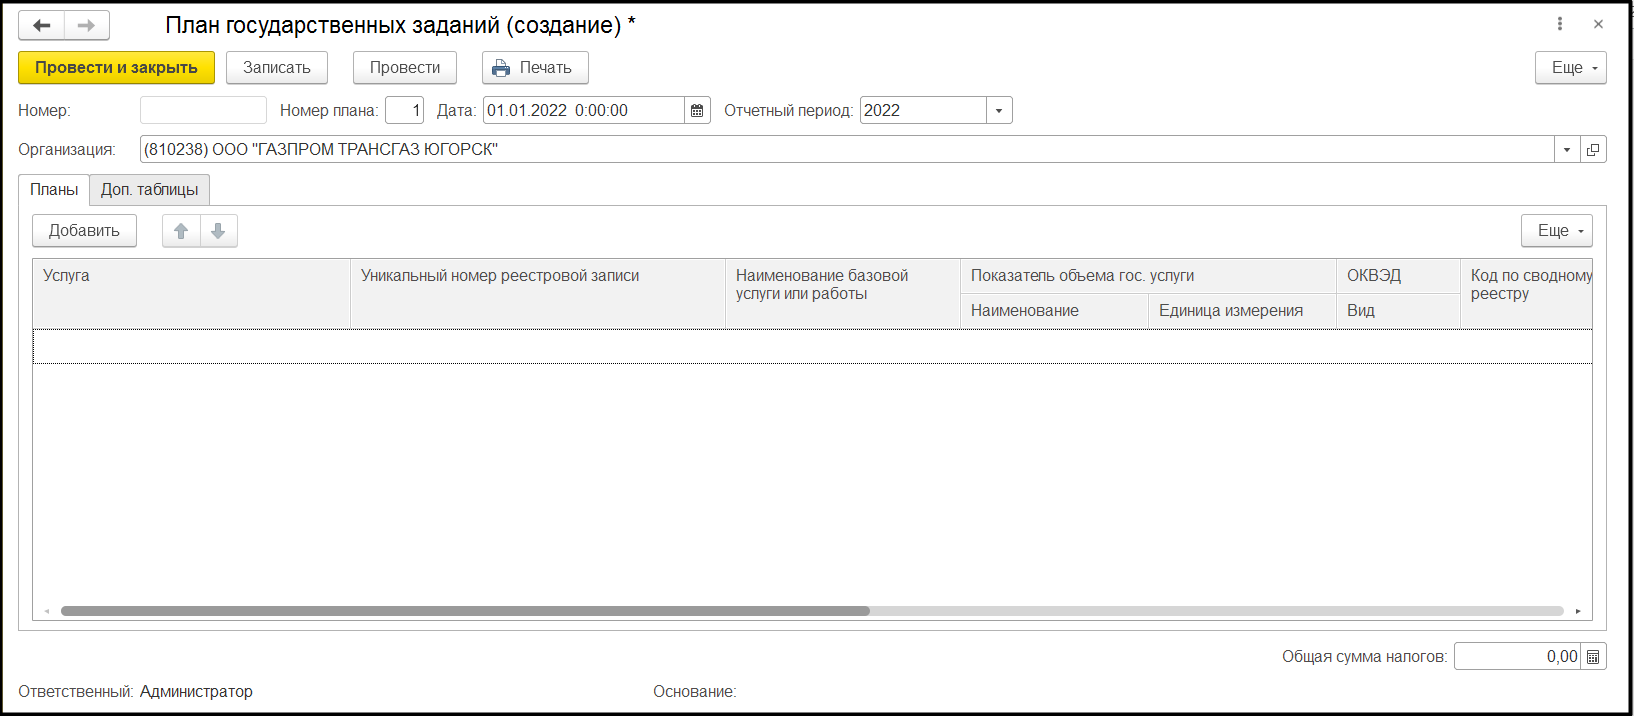 План государственных заданий (создание) *
Провести и закрыть Записать Провести Печать Еще
Номер: Номер плана: 1 Дата: 01.01.2022 0:00:00 Отчетный период: 2022
Организация: (810238) ООО "ГАЗПРОМ ТРАНСГАЗ ЮГОРСК"
Планы Доп. таблицы
Добавить Еще
Услуга Уникальный номер реестровой записи Наименование базовой услуги или работы Показатель объема гос. услуги ОКВЭД Код по сводному реестру
Наименование Единица измерения Вид
Общая сумма налогов: 0,00
Ответственный: Администратор Основание: